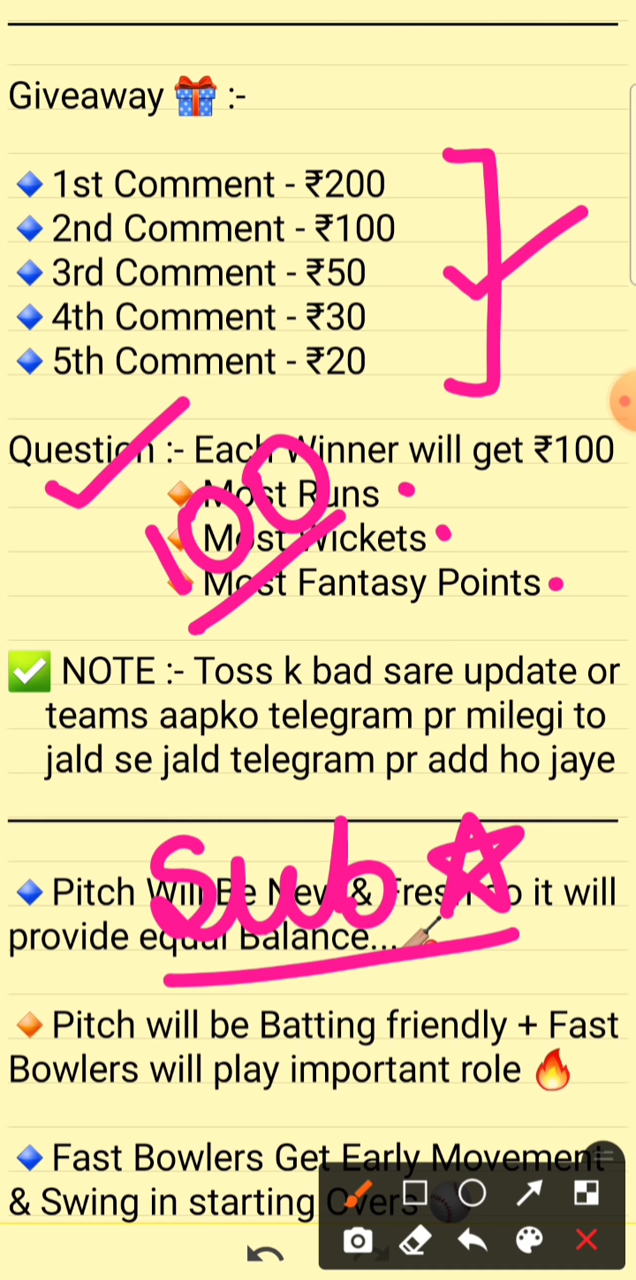 Giveaway 🎁 :-
🔹 1st Comment - ₹200
🔹 2nd Comment - ₹100
🔹 3rd Comment - ₹50
🔹 4th Comment - ₹30
🔹 5th Comment - ₹20
Question :- Each Winner will get ₹100
🔸 Most Runs
🔸 Most Wickets
🔸 Most Fantasy Points
100
✅ NOTE :- Toss k bad sare update or
teams aapko telegram pr milegi to
jald se jald telegram pr add ho jaye
Sub
🔹 Pitch Will Be New & Fresh so it will
provide equal Balance... 🏏
🔸 Pitch will be Batting friendly + Fast
Bowlers will play important role 🔥
🔹 Fast Bowlers Get Early Movement
& Swing in starting Overs ⚾